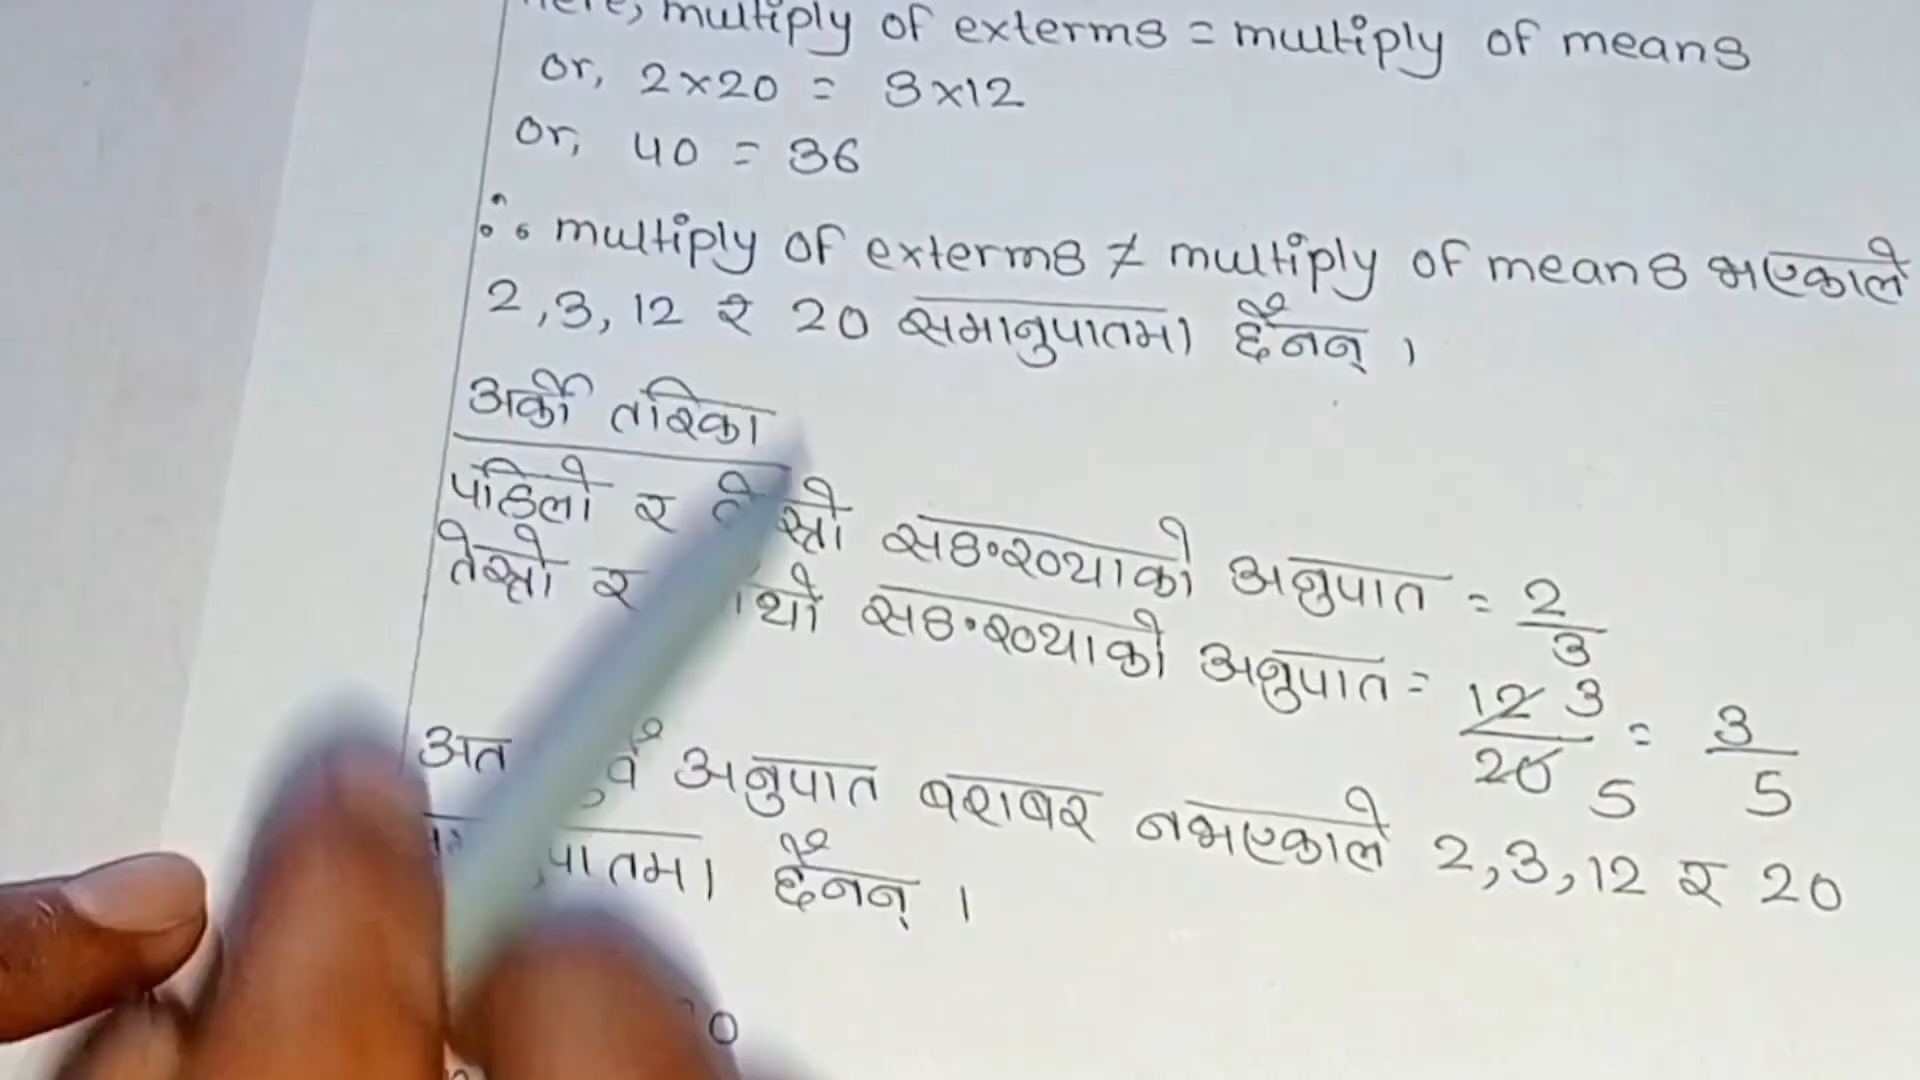 multiply of exterms = multiply of means
or, 2×20 = 3×12
or, 40 = 36
∴ multiply of exterms ≠ multiply of means भएकाले
2,3,12 र 20 समानुपातमा छैनन् ।
अर्को तरिका
पहिलो र सङ्ख्याको अनुपात = 2/3
तेस्रो र सङ्ख्याको अनुपात = 12 3/20 5 = 3/5
अनुपात बराबर नभएकाले 2,3,12 र 20
छैनन् ।